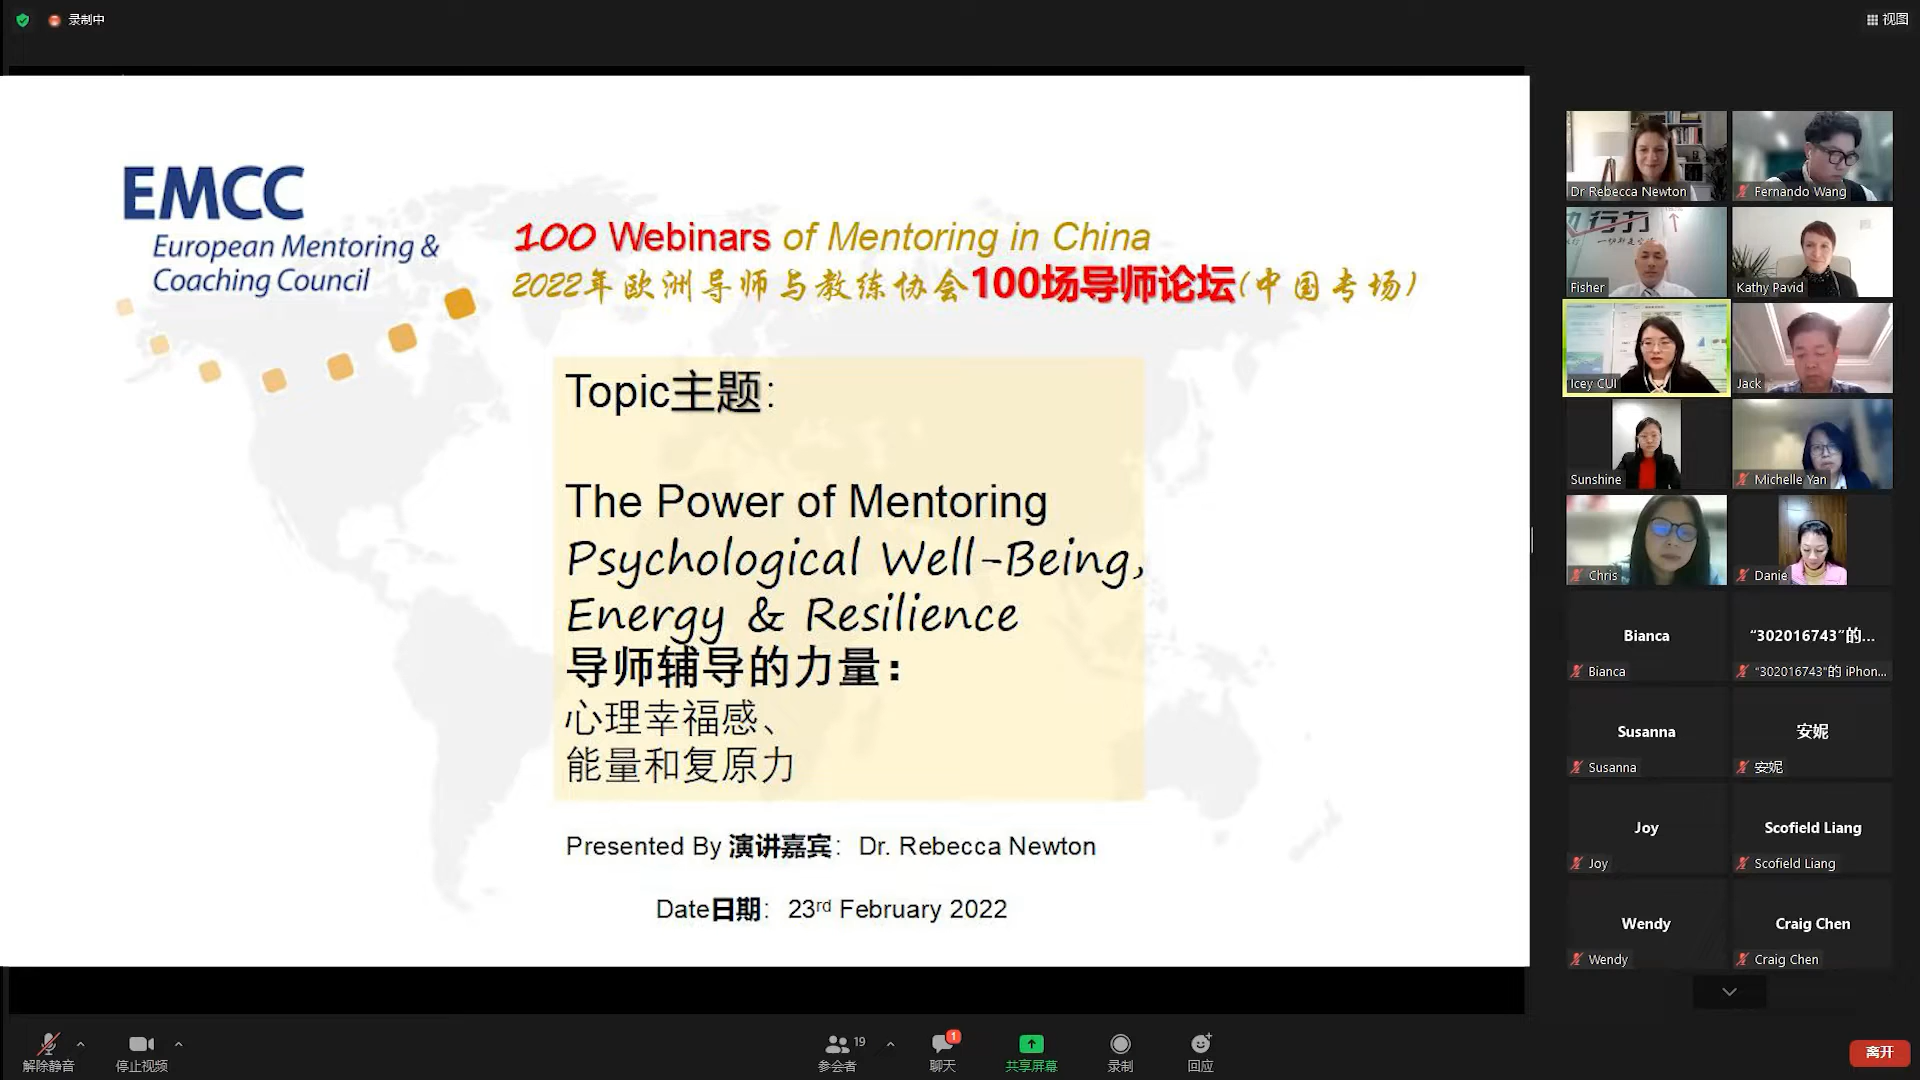 录制中
视图
EMCC
European Mentoring &
Coaching Council
100 Webinars of Mentoring in China
2022年欧洲导师与教练协会100场导师论坛(中国专场)
Topic主题:
The Power of Mentoring
Psychological Well-Being,
Energy & Resilience
导师辅导的力量：
心理幸福感、
能量和复原力
Presented By 演讲嘉宾: Dr. Rebecca Newton
Date日期: 23rd February 2022
Dr Rebecca Newton
Fernando Wang
Fisher
Kathy Pavid
Icey CUI
Jack
Sunshine
Michelle Yan
Chris
Danie
Bianca
Bianca
“302016743”的...
“302016743”的 iPhon...
Susanna
Susanna
安妮
安妮
Joy
Joy
Scofield Liang
Scofield Liang
Wendy
Wendy
Craig Chen
Craig Chen
解除静音
停止视频
19
参会者
1
聊天
共享屏幕
录制
回应
离开